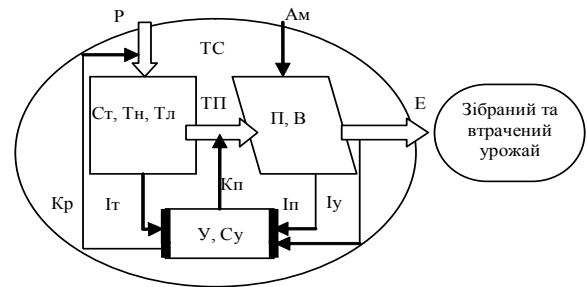 Р
Ам
ТС
Ст, Тн, Тл
ТП
П, В
Е
Зібраний та
втрачений
урожай
Кр
Іт
Кп
Іп
Іу
У, Су